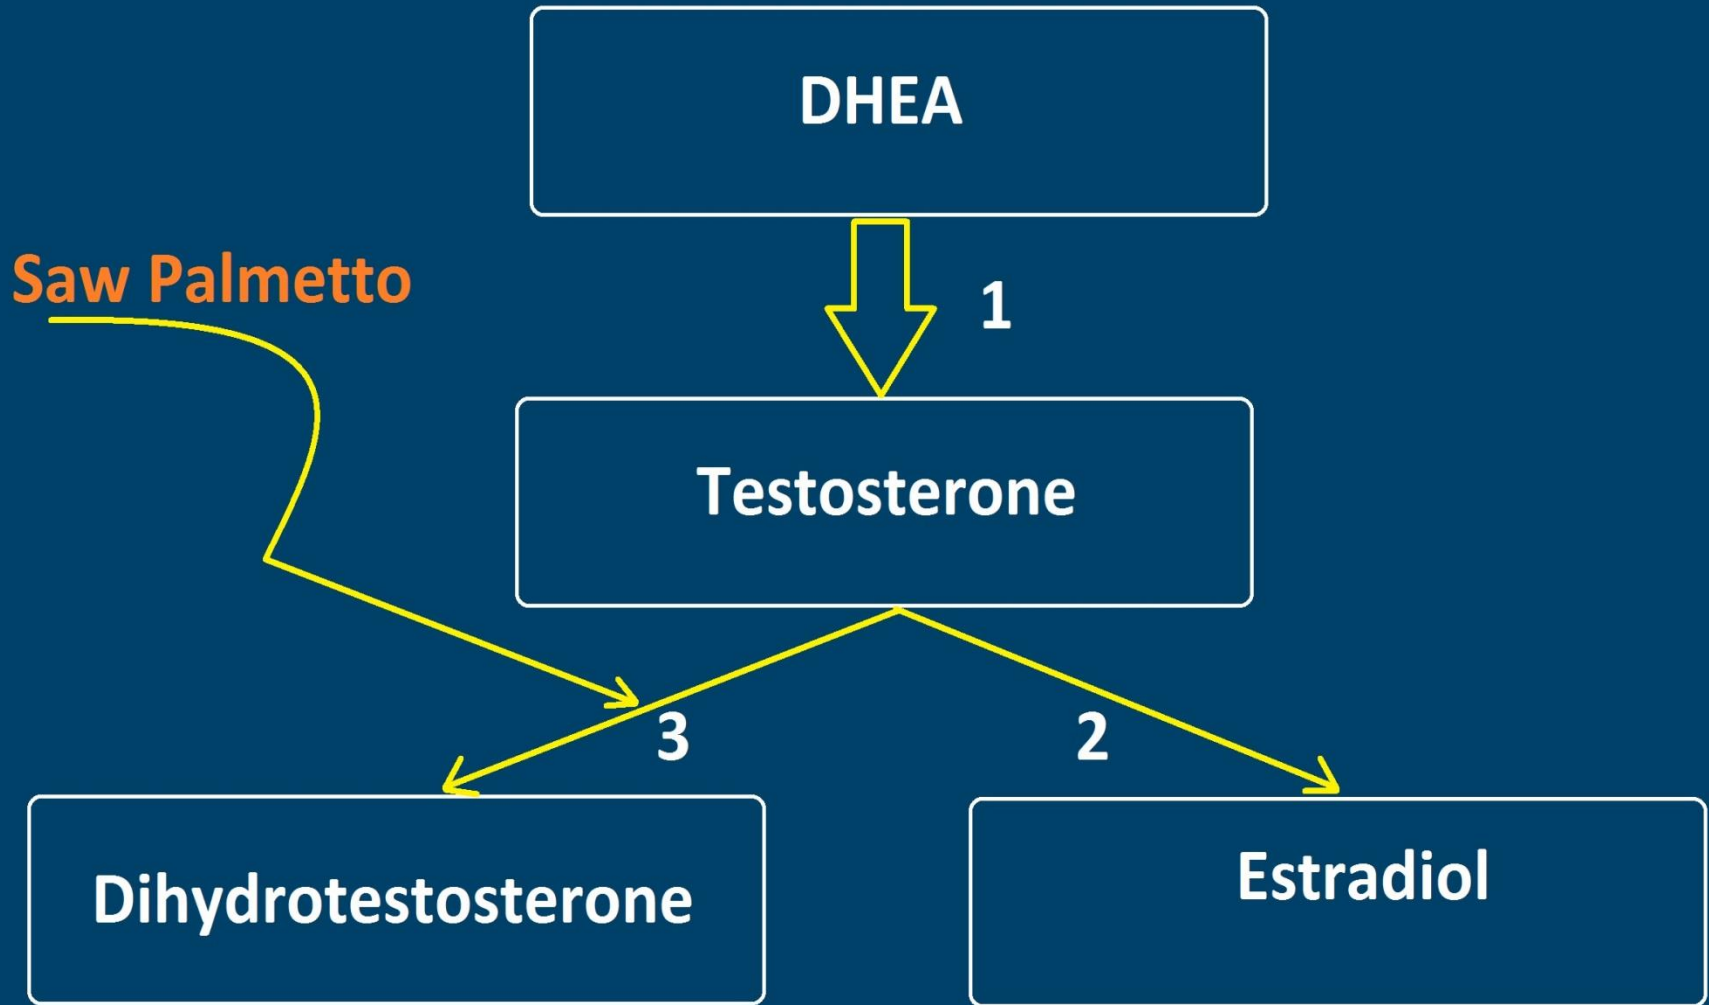 DHEA
Saw Palmetto
1
Testosterone
3
2
Dihydrotestosterone
Estradiol